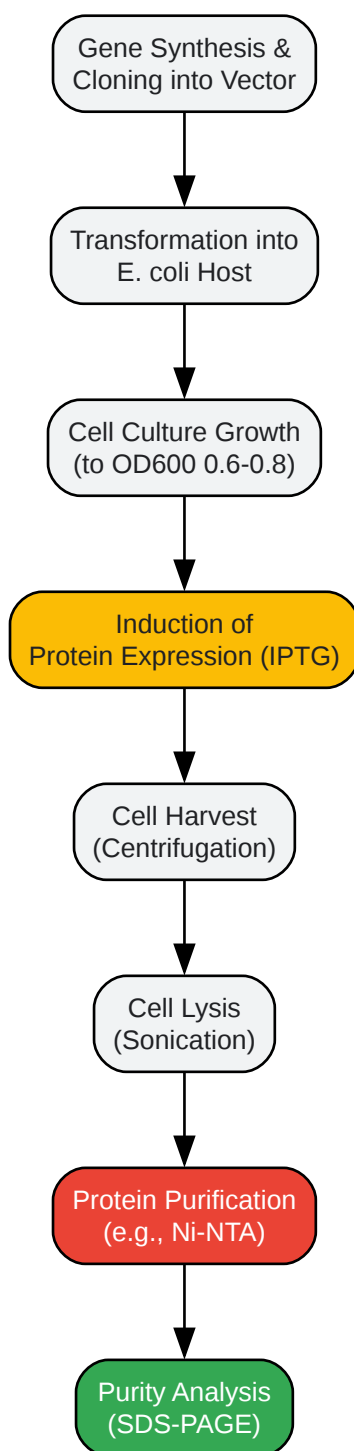 Gene Synthesis &
Cloning into Vector
Transformation into
E. coli Host
Cell Culture Growth
(to OD600 0.6-0.8)
Induction of
Protein Expression (IPTG)
Cell Harvest
(Centrifugation)
Cell Lysis
(Sonication)
Protein Purification
(e.g., Ni-NTA)
Purity Analysis
(SDS-PAGE)